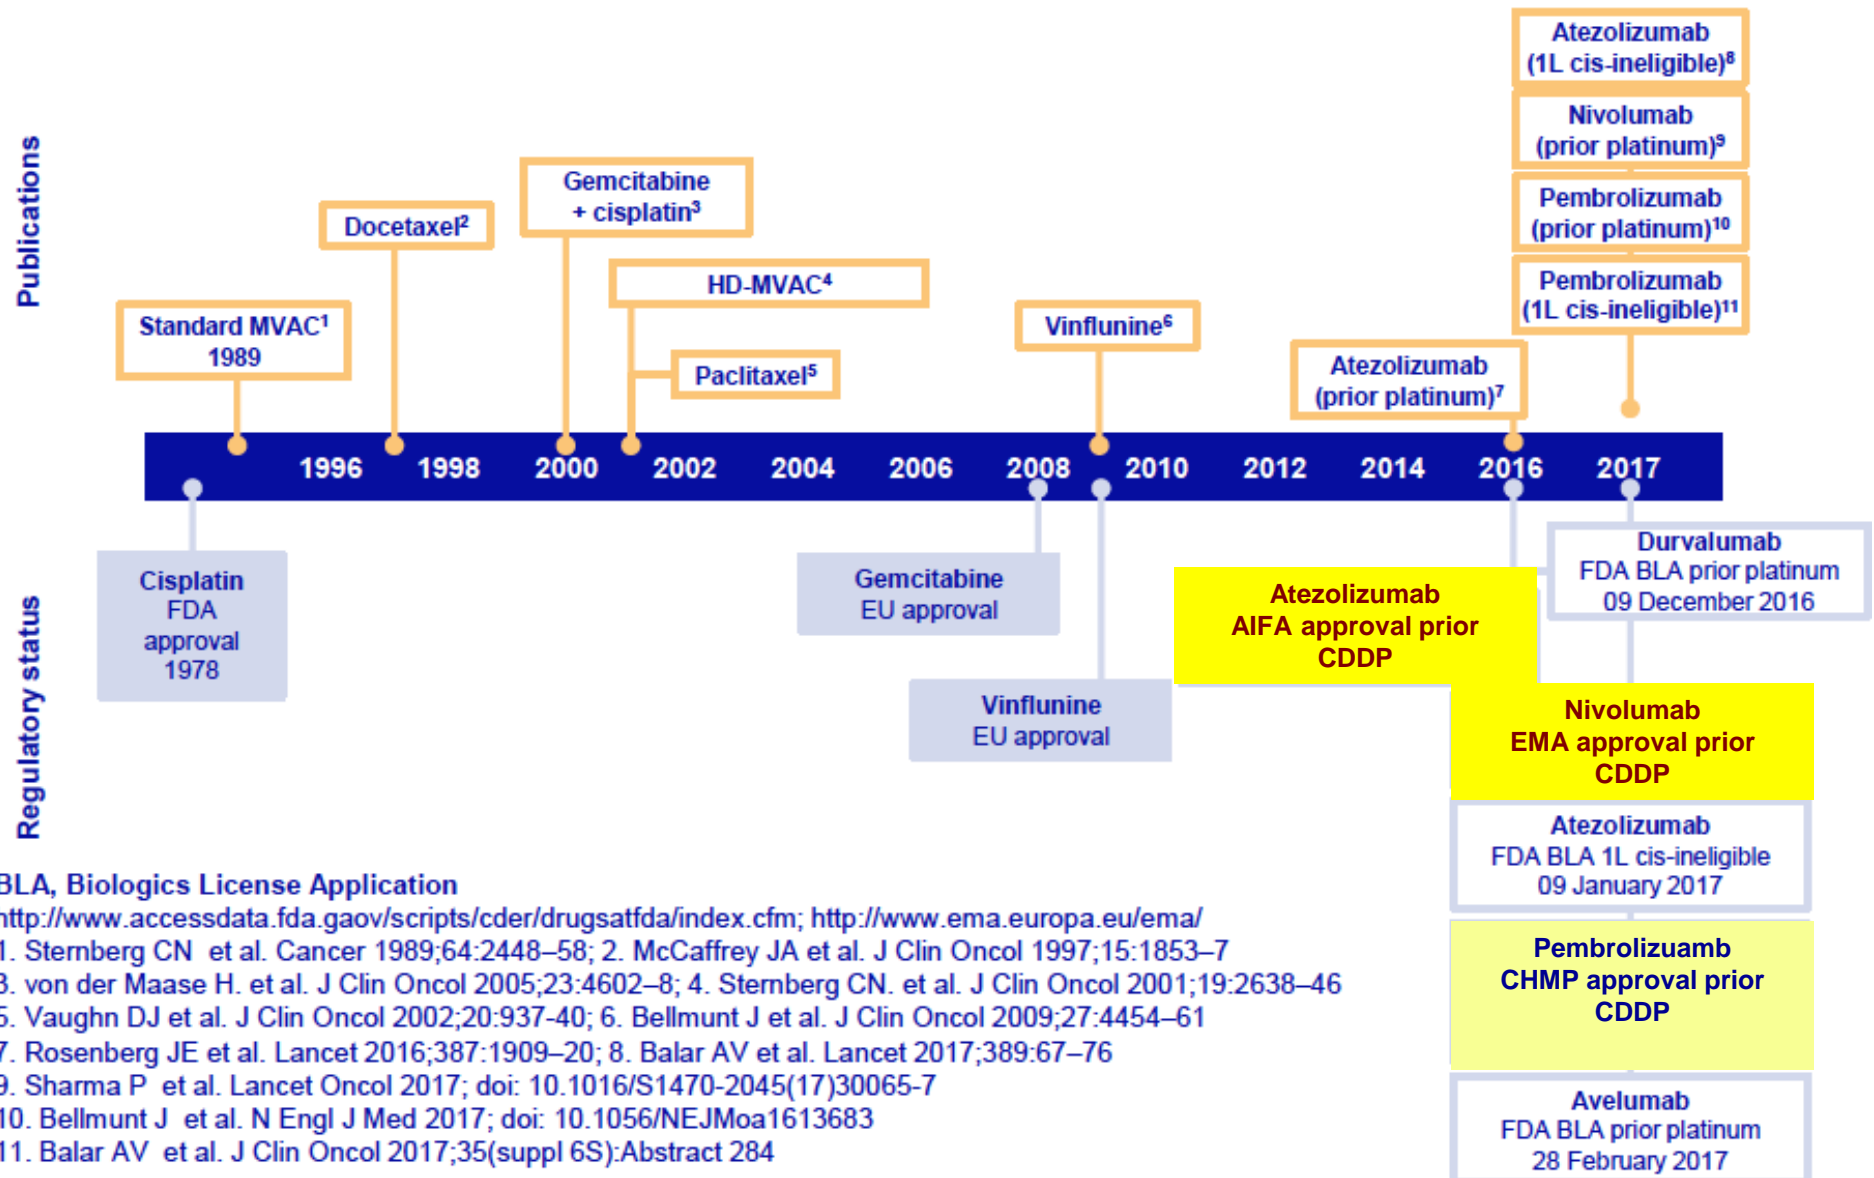 Publications
Atezolizumab
(1L cis-ineligible)⁸
Nivolumab
(prior platinum)⁹
Pembrolizumab
(prior platinum)¹⁰
Pembrolizumab
(1L cis-ineligible)¹¹
Gemcitabine
+ cisplatin³
Docetaxel²
HD-MVAC⁴
Standard MVAC¹
1989
Paclitaxel⁵
Vinflunine⁶
Atezolizumab
(prior platinum)⁷
1996 1998 2000 2002 2004 2006 2008 2010 2012 2014 2016 2017
Regulatory status
Cisplatin
FDA
approval
1978
Gemcitabine
EU approval
Vinflunine
EU approval
Atezolizumab
AIFA approval prior
CDDP
Durvalumab
FDA BLA prior platinum
09 December 2016
Nivolumab
EMA approval prior
CDDP
Atezolizumab
FDA BLA 1L cis-ineligible
09 January 2017
Pembrolizuamb
CHMP approval prior
CDDP
Avelumab
FDA BLA prior platinum
28 February 2017
BLA, Biologics License Application
http://www.accessdata.fda.gaov/scripts/cder/drugsatfda/index.cfm; http://www.ema.europa.eu/ema/
1. Sternberg CN et al. Cancer 1989;64:2448–58; 2. McCaffrey JA et al. J Clin Oncol 1997;15:1853–7
3. von der Maase H. et al. J Clin Oncol 2005;23:4602–8; 4. Sternberg CN. et al. J Clin Oncol 2001;19:2638–46
5. Vaughn DJ et al. J Clin Oncol 2002;20:937-40; 6. Bellmunt J et al. J Clin Oncol 2009;27:4454–61
7. Rosenberg JE et al. Lancet 2016;387:1909–20; 8. Balar AV et al. Lancet 2017;389:67–76
9. Sharma P et al. Lancet Oncol 2017; doi: 10.1016/S1470-2045(17)30065-7
10. Bellmunt J et al. N Engl J Med 2017; doi: 10.1056/NEJMoa1613683
11. Balar AV et al. J Clin Oncol 2017;35(suppl 6S):Abstract 284